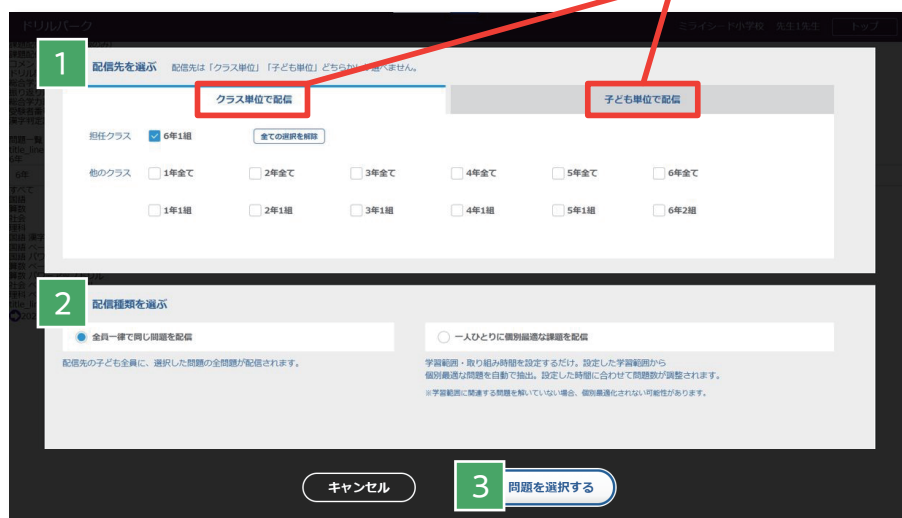 ドリルパーク
ミライシード小学校 先生1先生 トップ
1
配信先を選ぶ 配信先は「クラス単位」「子ども単位」どちらかしか選べません。
クラス単位で配信 子ども単位で配信
担任クラス 6年1組 全ての選択を解除
他のクラス 1年全て 2年全て 3年全て 4年全て 5年全て 6年全て
1年1組 2年1組 3年1組 4年1組 5年1組 6年2組
2
配信種類を選ぶ
全員一律で同じ問題を配信 一人ひとりに個別最適な課題を配信
配信先の子ども全員に、選択した問題の全問題が配信されます。
学習範囲・取り組み時間を設定するだけ。設定した学習範囲から
個別最適な問題を自動で抽出。設定した時間に合わせて問題数が調整されます。
※学習範囲に関連する問題を解いていない場合、個別最適化されない可能性があります。
キャンセル 3 問題を選択する